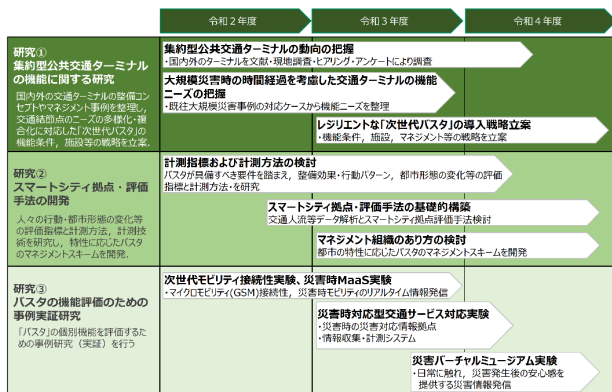 令和２年度
令和３年度
令和４年度
研究①
集約型公共交通ターミナル
の機能に関する研究
国内外の交通ターミナルの整備コン
セプトやマネジメント事例を整理し，
交通結節点のニーズの多様化・複
合化に対応した「次世代バスタ」の
機能条件，施設等の戦略を立案．
集約型公共交通ターミナルの動向の把握
・国内外のターミナルを文献・現地調査・ヒアリング・アンケートにより調査
大規模災害時の時間経過を考慮した交通ターミナルの機能
ニーズの把握
・既往大規模災害事例の対応ケースから機能ニーズを整理
レジリエントな「次世代バスタ」の導入戦略立案
・機能条件，施設，マネジメント等の戦略を立案
研究②
スマートシティ拠点・評価
手法の開発
人々の行動・都市形態の変化等
の評価指標と計測方法，計測技
術を研究し，特性に応じたバスタ
のマネジメントスキームを開発．
計測指標および計測方法の検討
バスタが具備すべき要件を踏まえ，整備効果・行動パターン，都市形態の変化等の評価
指標と計測方法を研究
スマートシティ拠点・評価手法の基礎的構築
・交通人流等データ解析とスマートシティ拠点評価手法検討
マネジメント組織のあり方の検討
都市の特性に応じたバスタのマネジメントスキームを開発
研究③
バスタの機能評価のための
事例実証研究
「バスタ」の個別機能を評価するた
めの事例研究（実証）を行う
次世代モビリティ接続性実験、災害時MaaS実験
・マイクロモビリティ(GSM)接続性，災害時モビリティのリアルタイム情報発信
災害時対応型交通サービス対応実験
・災害時の災害対応情報拠点
・情報収集・計測システム
災害バーチャルミュージアム実験
・日常に触れ，災害発生後の安心感を
提供する災害情報発信